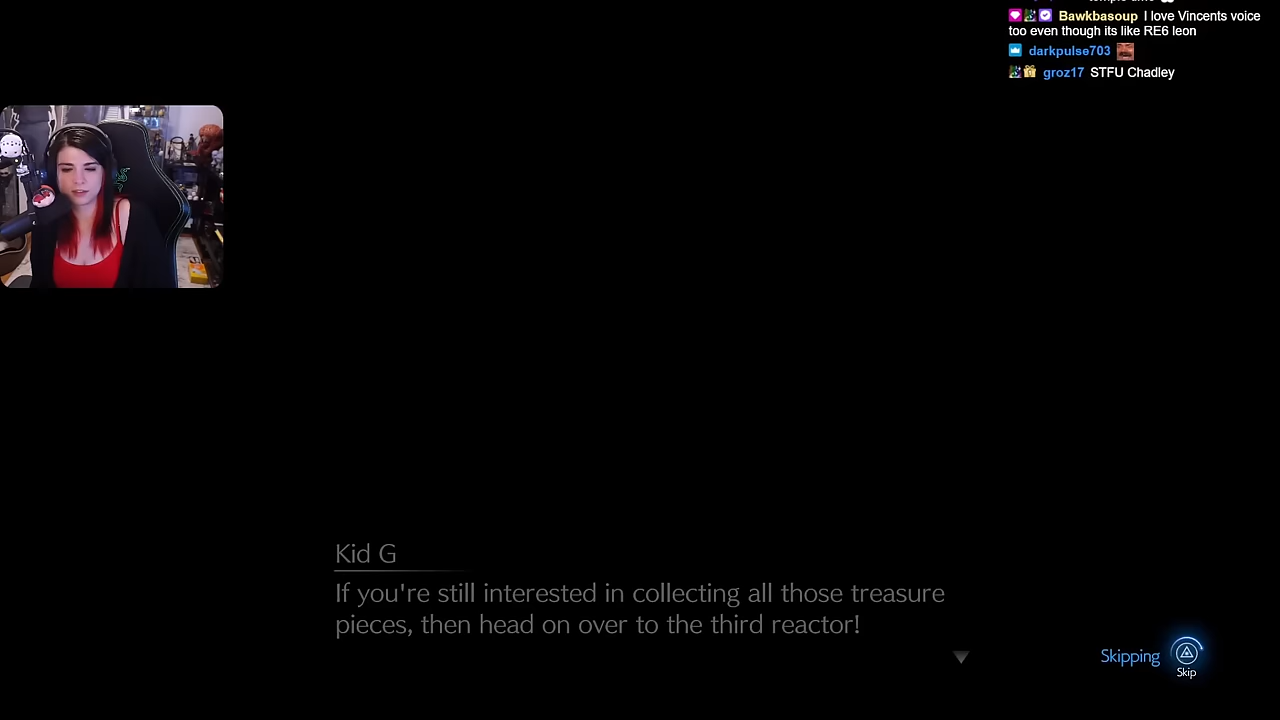 Bawkbasoup I love Vincents voice
too even though its like RE6 leon
darkpulse703
groz17 STFU Chadley
Kid G
If you're still interested in collecting all those treasure
pieces, then head on over to the third reactor!
Skipping
Skip